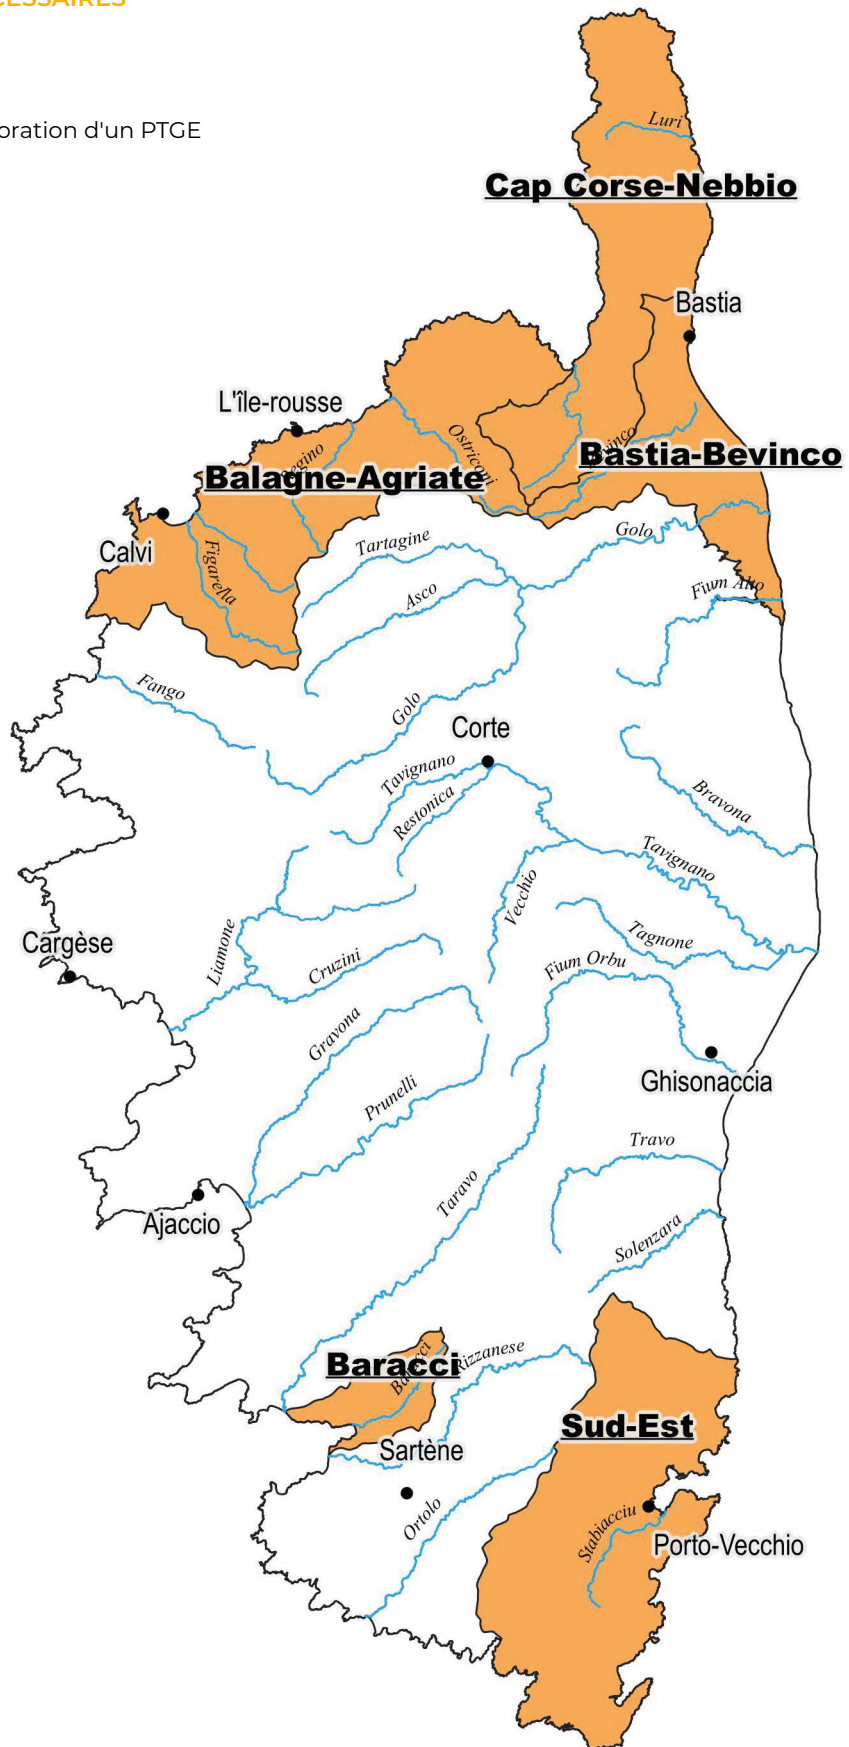 oration d'un PTGE
Luri
Cap Corse-Nebbio
Bastia
L'île-rousse
Regino
Ostriconi
Bastia-Bevinco
Balagne-Agriate
Calvi
Figarella
Tartagine
Golo
Asco
Fium Alto
Fango
Golo
Corte
Tavignano
Restonica
Bravona
Tavignano
Vecchio
Tagnone
Cargèse
Liamone
Cruzini
Fium Orbu
Gravona
Ghisonaccia
Prunelli
Travo
Taravo
Ajaccio
Solenzara
Baracci
Baracci
Rizzanese
Sud-Est
Sartène
Ortolo
Stabiacciu
Porto-Vecchio